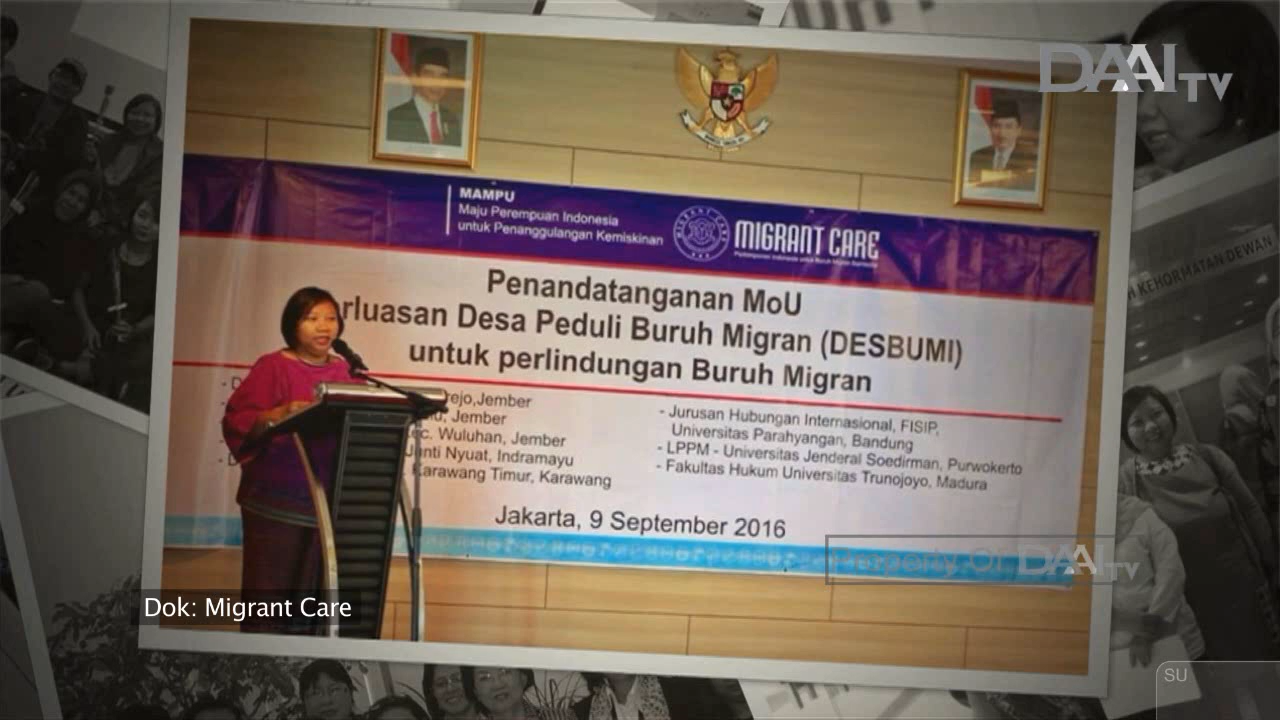 DAAI TV
MAMPU
Maju Perempuan Indonesia
untuk Penanggulangan Kemiskinan
MIGRANT CARE
Penandatanganan MoU
rluasan Desa Peduli Buruh Migran (DESBUMI)
untuk perlindungan Buruh Migran
rejo,Jember
Jember
Wuluhan, Jember
Nyuat, Indramayu
Karawang Timur, Karawang
- Jurusan Hubungan Internasional, FISIP,
Universitas Parahyangan, Bandung
- LPPM - Universitas Jenderal Soedirman, Purwokerto
- Fakultas Hukum Universitas Trunojoyo, Madura
Jakarta, 9 September 2016
Property Of DAAI TV
Dok: Migrant Care
KEHORMATAN DEWAN
SU